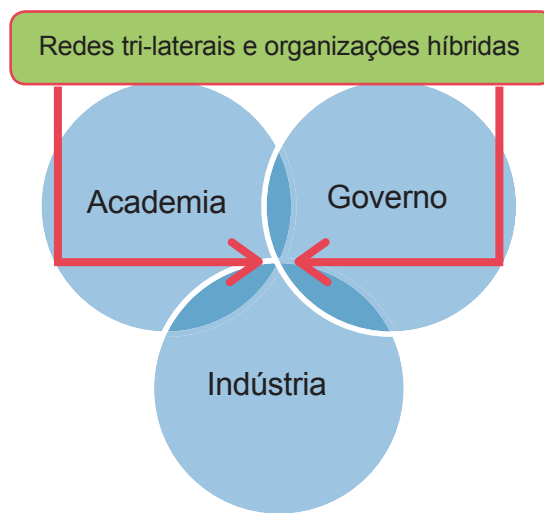 Redes tri-laterais e organizações híbridas
Academia
Governo
Indústria